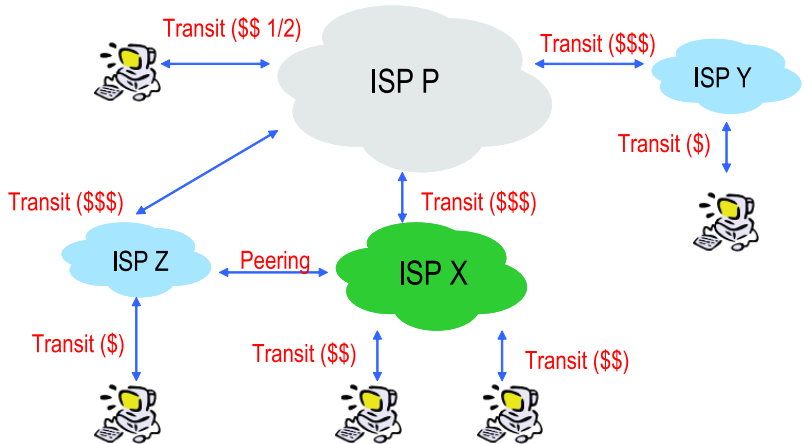 Transit ($$ 1/2)
ISP P
Transit ($$$)
ISP Y
Transit ($)
Transit ($$$)
Transit ($$$)
ISP Z
Peering
ISP X
Transit ($)
Transit ($$)
Transit ($$)